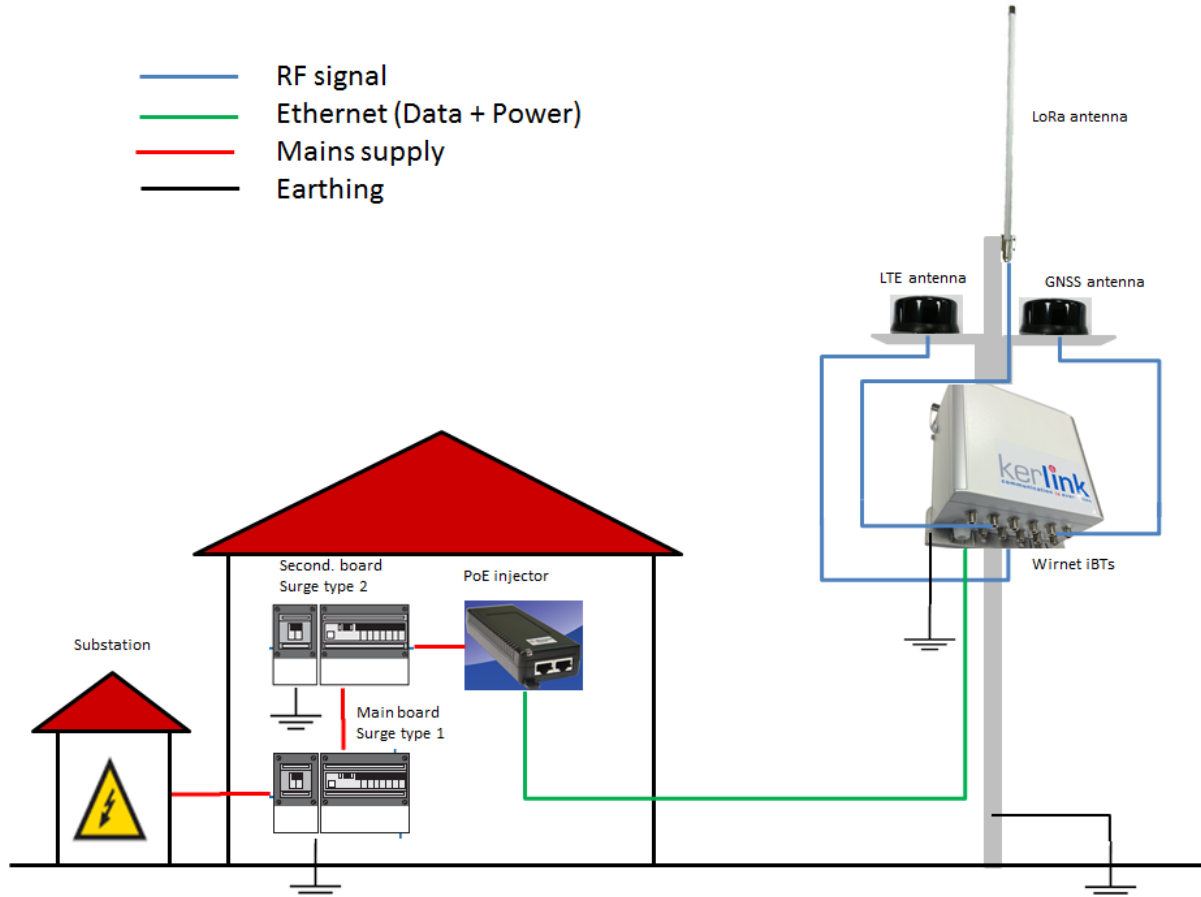 RF signal
Ethernet (Data + Power)
Mains supply
Earthing
LoRa antenna
LTE antenna
GNSS antenna
kerlink
Wirnet iBTs
Second. board
Surge type 2
PoE injector
Substation
Main board
Surge type 1